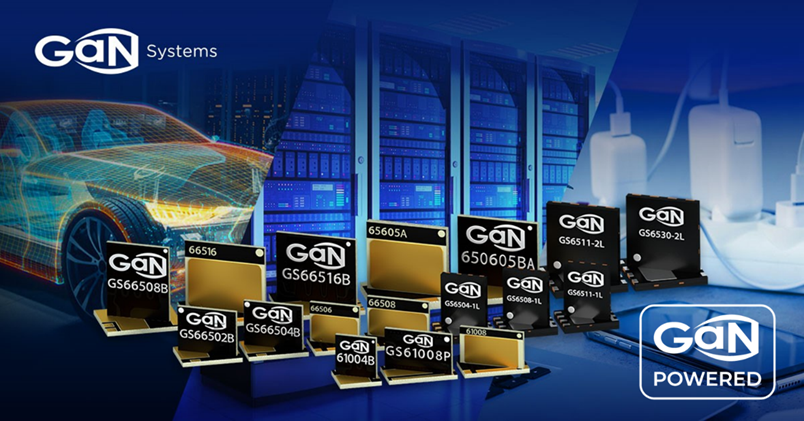 GaN Systems
GaN
GS66508B
66516
GaN
GS66516B
65605A
GaN
650605BA
GaN
GS6511-2L
GaN
GS6530-2L
GaN
GS66502B
GaN
GS66504B
66506
66508
GaN
GS6504-1L
GaN
GS6508-1L
GaN
GS6511-1L
GaN
61004B
GaN
GS61008P
61008
GaN
POWERED